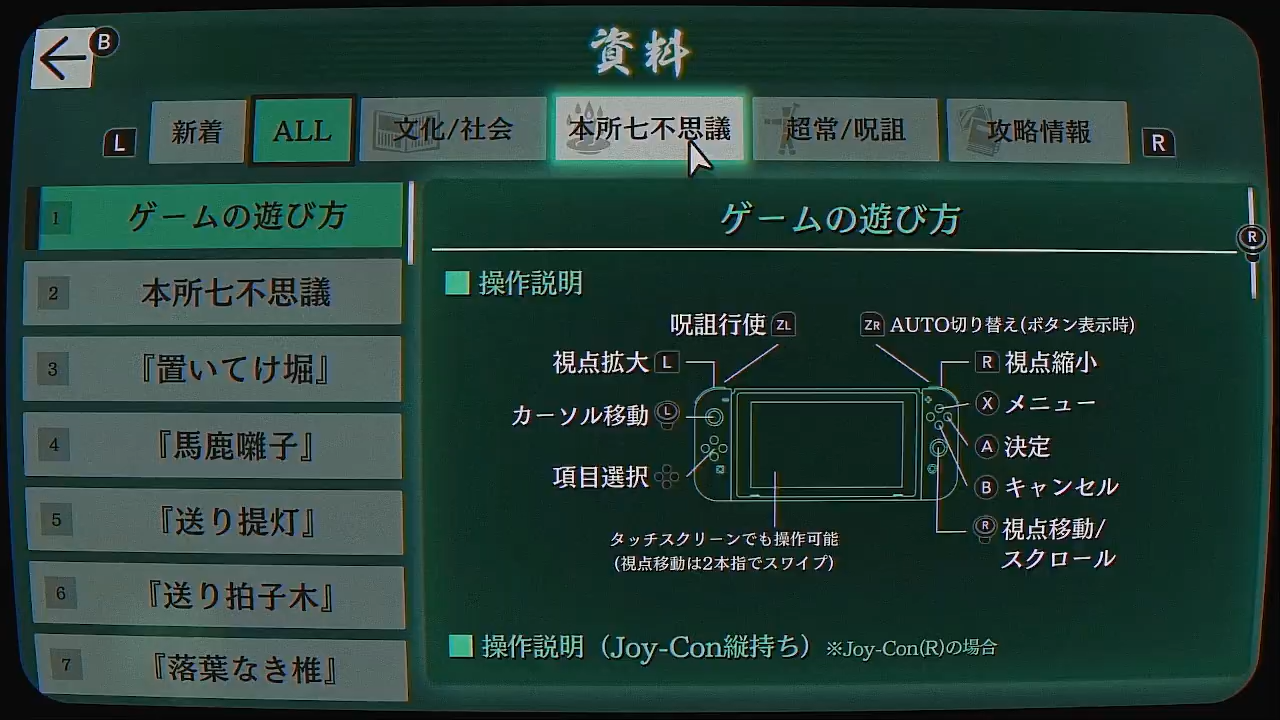 B
資料
L
新着
ALL
文化/社会
本所七不思議
超常/呪詛
攻略情報
R
1 ゲームの遊び方
2 本所七不思議
3 『置いてけ堀』
4 『馬鹿囃子』
5 『送り提灯』
6 『送り拍子木』
7 『落葉なき椎』
ゲームの遊び方
R
操作説明
呪詛行使 ZL
ZR AUTO切り替え(ボタン表示時)
視点拡大 L
R 視点縮小
カーソル移動 L
X メニュー
A 決定
項目選択
B キャンセル
R 視点移動/
スクロール
タッチスクリーンでも操作可能
(視点移動は2本指でスワイプ)
操作説明（Joy-Con縦持ち）※Joy-Con(R)の場合